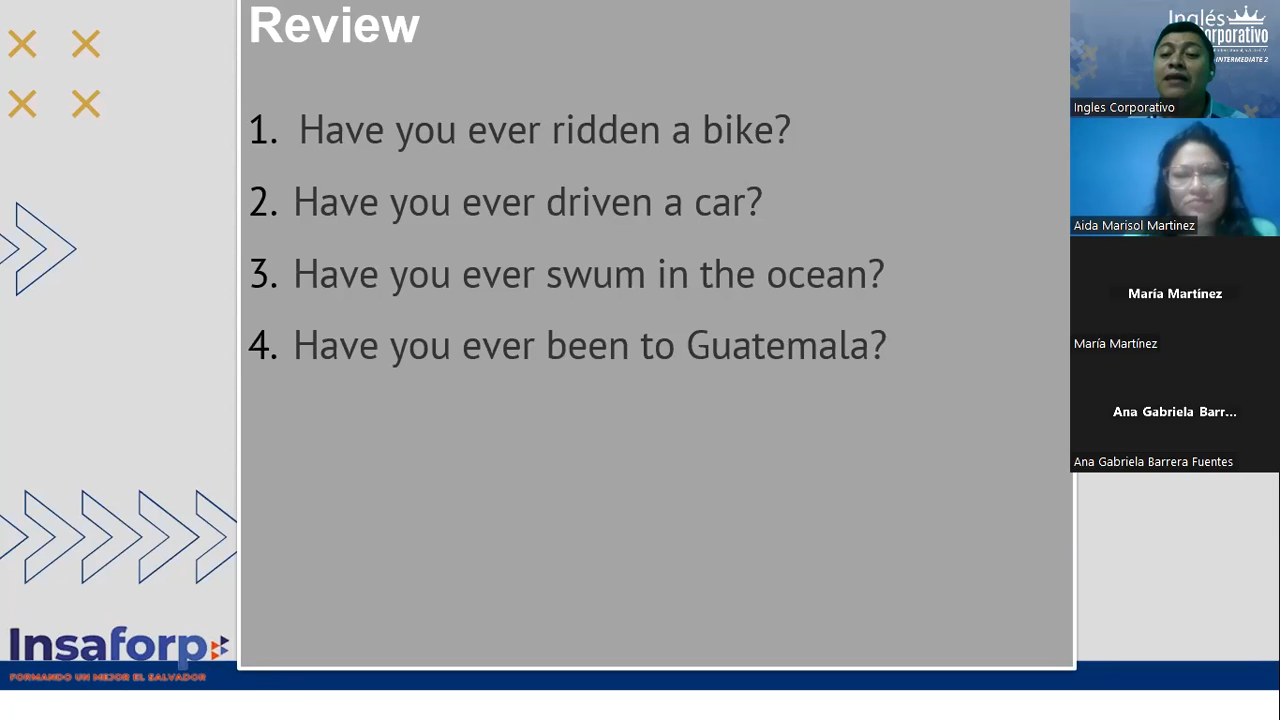 Review
1. Have you ever ridden a bike?
2. Have you ever driven a car?
3. Have you ever swum in the ocean?
4. Have you ever been to Guatemala?
Inglés
Corporativo
INTERMEDIATE 2
Ingles Corporativo
Aida Marisol Martinez
María Martínez
María Martínez
Ana Gabriela Barr...
Ana Gabriela Barrera Fuentes
Insaforp
FORMANDO UN MEJOR EL SALVADOR